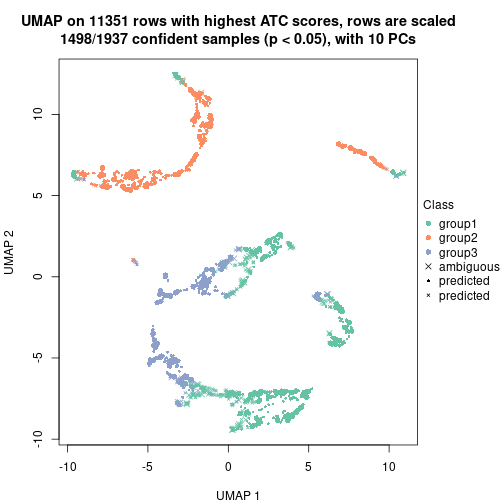 UMAP on 11351 rows with highest ATC scores, rows are scaled
1498/1937 confident samples (p < 0.05), with 10 PCs
10
5
0
-5
-10
UMAP 2
-10
-5
0
5
10
UMAP 1
Class
group1
group2
group3
ambiguous
predicted
predicted